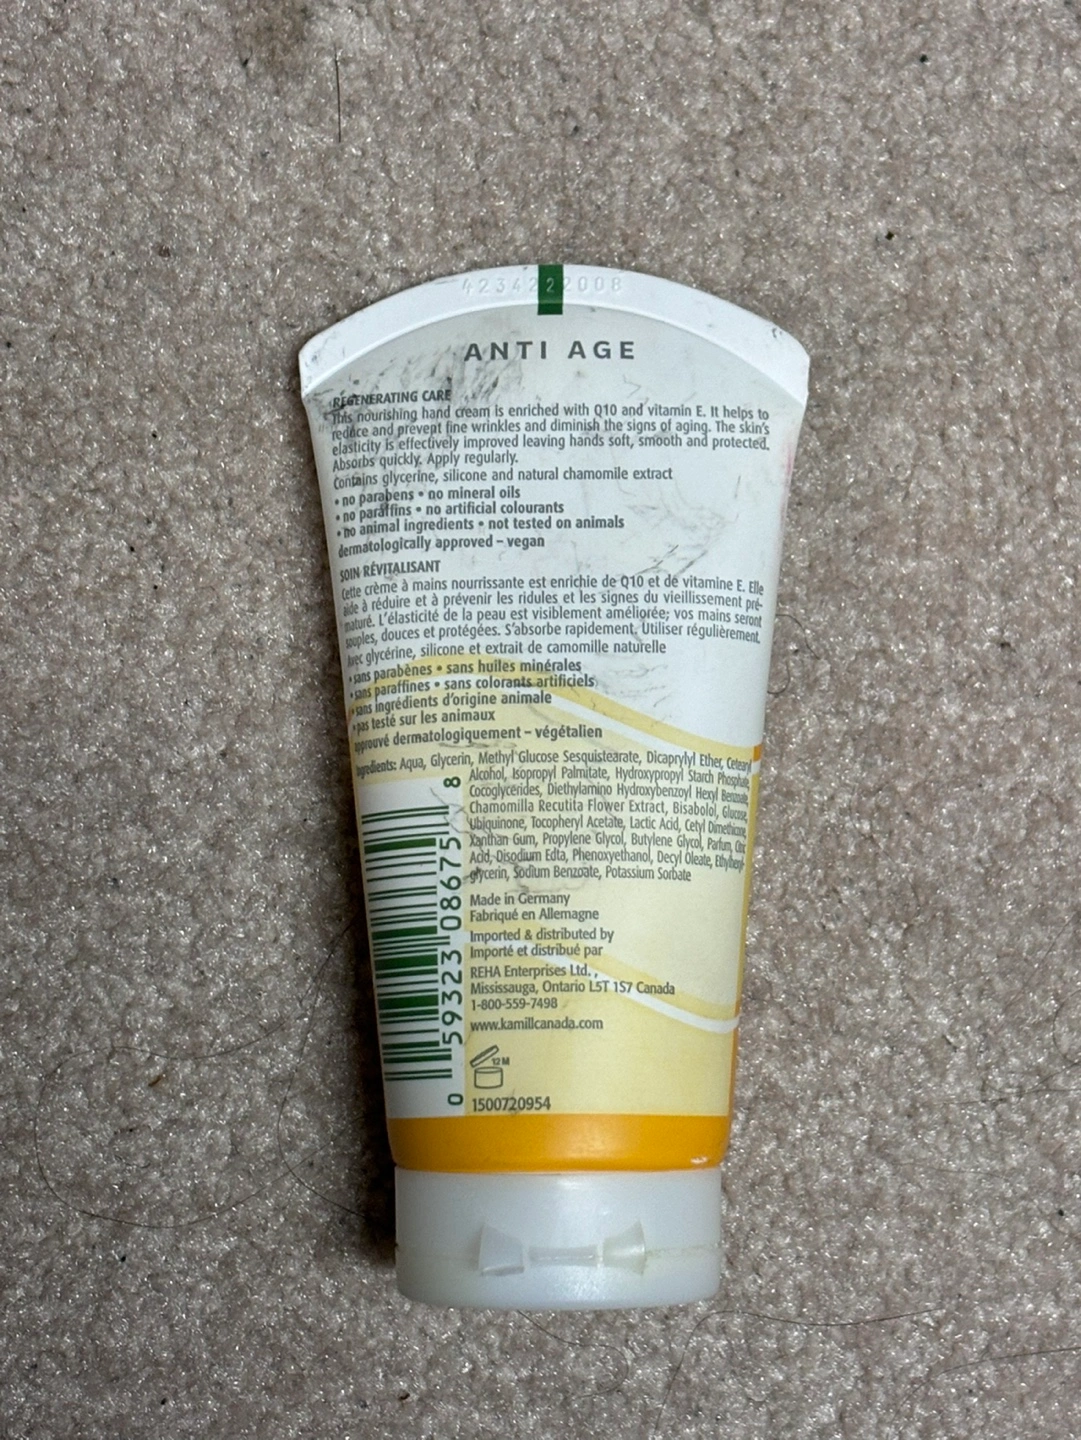 4234222008
ANTI AGE
REGENERATING CARE
This nourishing hand cream is enriched with Q10 and vitamin E. It helps to
reduce and prevent fine wrinkles and diminish the signs of aging. The skin's
elasticity is effectively improved leaving hands soft, smooth and protected.
Absorbs quickly. Apply regularly.
Contains glycerine, silicone and natural chamomile extract
• no parabens • no mineral oils
• no paraffins • no artificial colourants
• no animal ingredients • not tested on animals
dermatologically approved – vegan
SOIN RÉVITALISANT
Cette crème à mains nourrissante est enrichie de Q10 et de vitamine E. Elle
aide à réduire et à prévenir les ridules et les signes du vieillissement pré-
maturé. L'élasticité de la peau est visiblement améliorée; vos mains seront
souples, douces et protégées. S'absorbe rapidement. Utiliser régulièrement.
Avec glycérine, silicone et extrait de camomille naturelle
• sans parabènes • sans huiles minérales
• sans paraffines • sans colorants artificiels
• sans ingrédients d'origine animale
• pas testé sur les animaux
approuvé dermatologiquement – végétalien
Ingredients: Aqua, Glycerin, Methyl Glucose Sesquistearate, Dicaprylyl Ether, Cetearyl
Alcohol, Isopropyl Palmitate, Hydroxypropyl Starch Phosphate,
Cocoglycerides, Diethylamino Hydroxybenzoyl Hexyl Benzoate,
Chamomilla Recutita Flower Extract, Bisabolol, Glucose,
Ubiquinone, Tocopheryl Acetate, Lactic Acid, Cetyl Dimethicone,
Xanthan Gum, Propylene Glycol, Butylene Glycol, Parfum, Citric
Acid, Disodium Edta, Phenoxyethanol, Decyl Oleate, Ethylhexyl-
glycerin, Sodium Benzoate, Potassium Sorbate
0 59323 08675 8
Made in Germany
Fabriqué en Allemagne
Imported & distributed by
Importé et distribué par
REHA Enterprises Ltd.,
Mississauga, Ontario L5T 1S7 Canada
1-800-559-7498
www.kamillcanada.com
12 M
1500720954